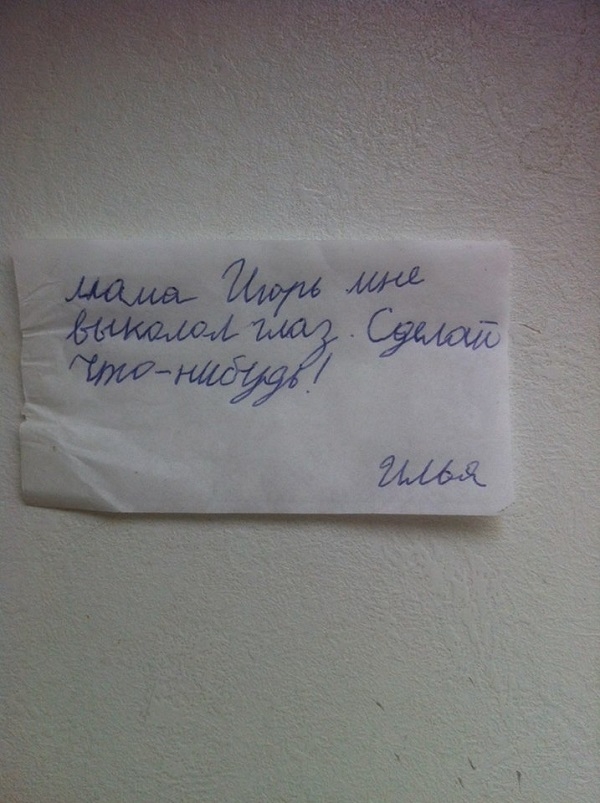 мама Игорь мне
выколол глаз. Сделай
что-нибудь!
Илья